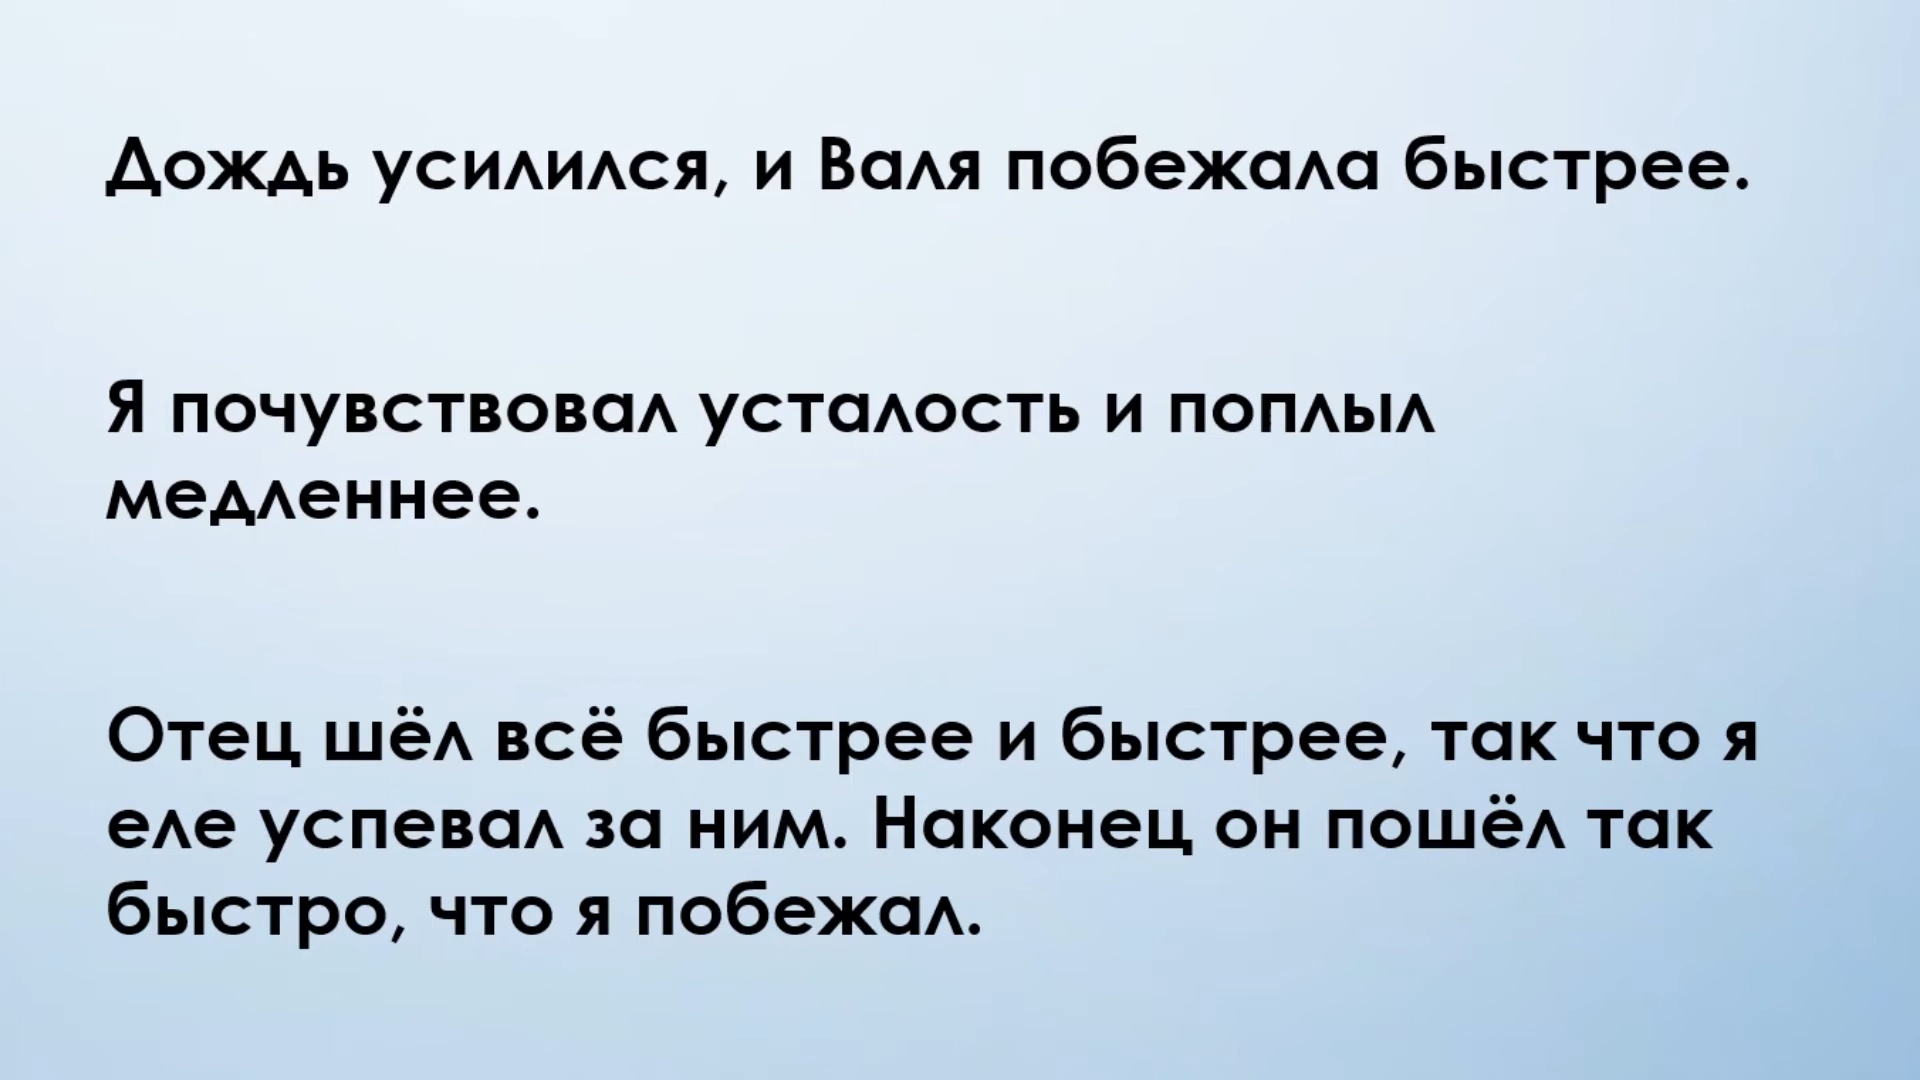 Дождь усилился, и Валя побежала быстрее.
Я почувствовал усталость и поплыл
медленнее.
Отец шёл всё быстрее и быстрее, так что я
еле успевал за ним. Наконец он пошёл так
быстро, что я побежал.